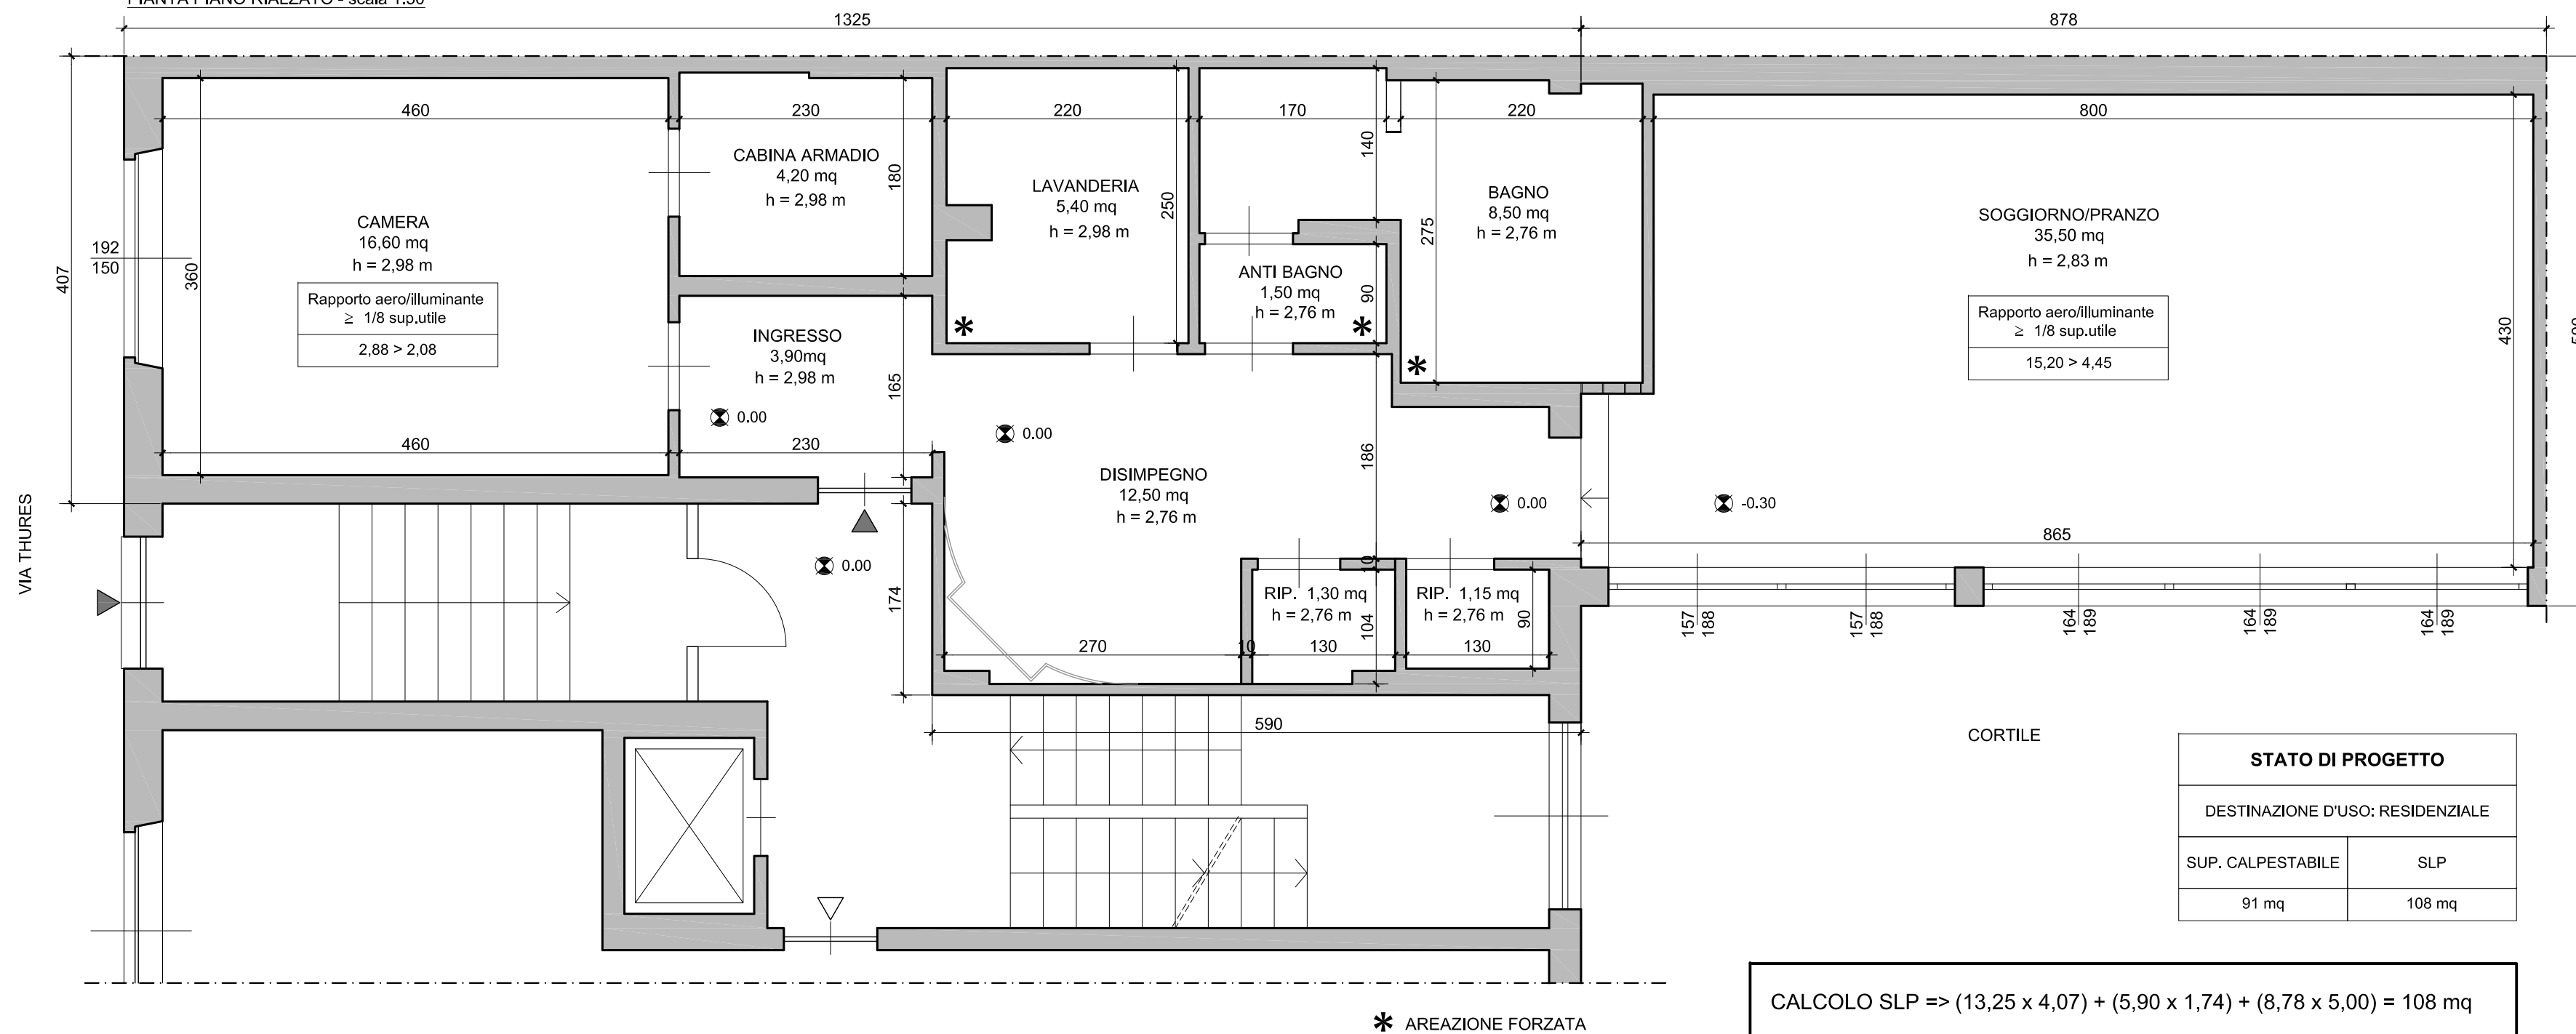 PIANTA PIANO RIALZATO - scala 1:50
1325
878
460
230
220
170
220
800
CAMERA
16,60 mq
h = 2,98 m
Rapporto aero/illuminante
≥ 1/8 sup.utile
2,88 > 2,08
192
150
407
360
460
CABINA ARMADIO
4,20 mq
h = 2,98 m
180
INGRESSO
3,90mq
h = 2,98 m
165
0.00
230
LAVANDERIA
5,40 mq
h = 2,98 m
250
*
140
ANTI BAGNO
1,50 mq
h = 2,76 m
90
*
BAGNO
8,50 mq
h = 2,76 m
275
*
SOGGIORNO/PRANZO
35,50 mq
h = 2,83 m
Rapporto aero/illuminante
≥ 1/8 sup.utile
15,20 > 4,45
430
0.00
DISIMPEGNO
12,50 mq
h = 2,76 m
186
0.00
-0.30
865
VIA THURES
0.00
174
270
10
10
RIP. 1,30 mq
h = 2,76 m
104
130
RIP. 1,15 mq
h = 2,76 m
90
130
157
188
157
188
164
189
164
189
164
189
590
CORTILE
STATO DI PROGETTO
DESTINAZIONE D'USO: RESIDENZIALE
SUP. CALPESTABILE
SLP
91 mq
108 mq
CALCOLO SLP => (13,25 x 4,07) + (5,90 x 1,74) + (8,78 x 5,00) = 108 mq
* AREAZIONE FORZATA